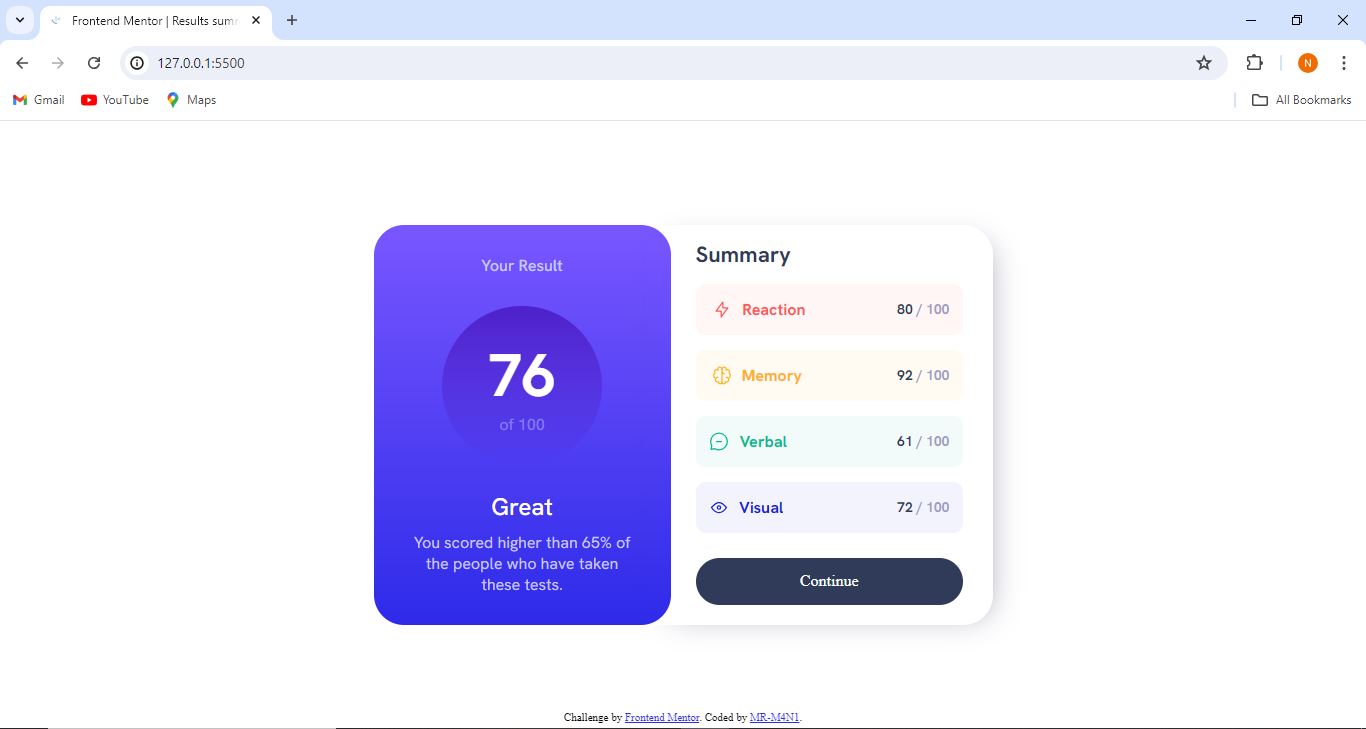 Frontend Mentor | Results sum
127.0.0.1:5500
N
Gmail
YouTube
Maps
All Bookmarks
Your Result
76
of 100
Great
You scored higher than 65% of
the people who have taken
these tests.
Summary
Reaction 80 / 100
Memory 92 / 100
Verbal 61 / 100
Visual 72 / 100
Continue
Challenge by Frontend Mentor. Coded by MR-M4N1.